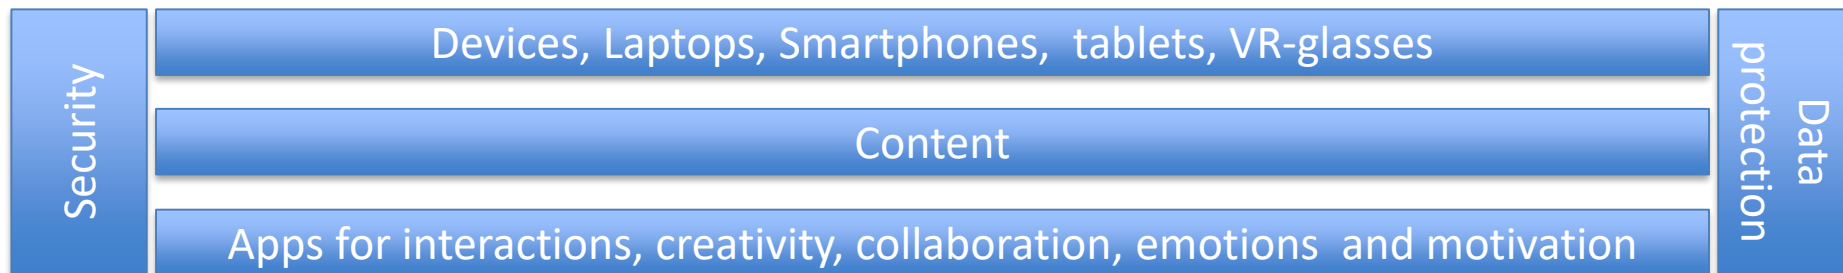 Security
Devices, Laptops, Smartphones,  tablets, VR-glasses
Content
Apps for interactions, creativity, collaboration, emotions  and motivation
Data
protection